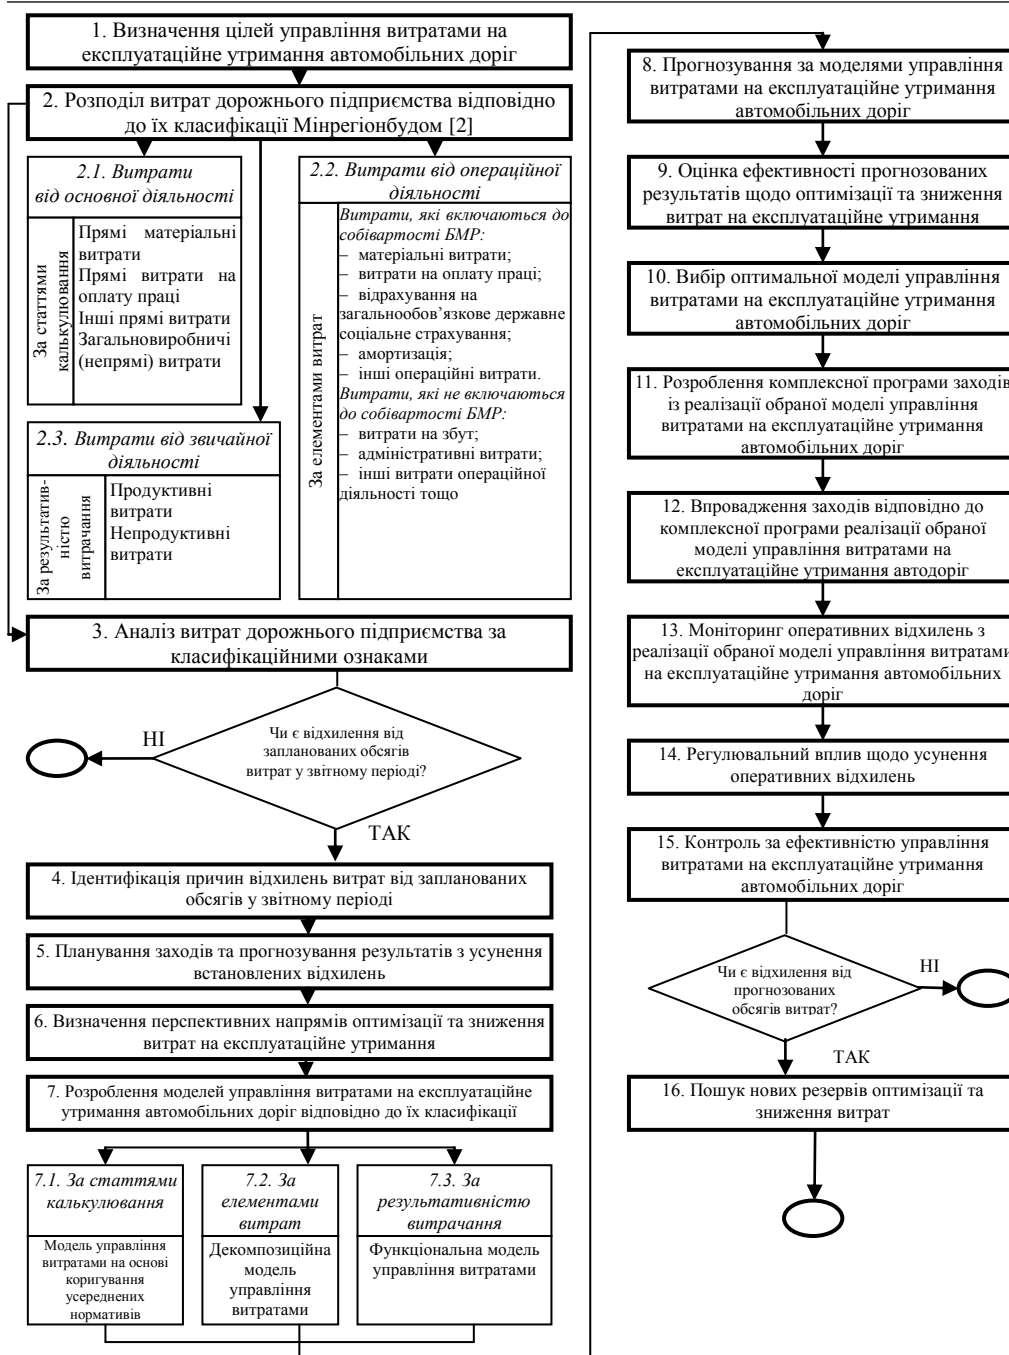 1. Визначення цілей управління витратами на
експлуатаційне утримання автомобільних доріг
2. Розподіл витрат дорожнього підприємства відповідно
до їх класифікації Мінрегіонбудом [2]
2.1. Витрати
від основної діяльності
За статтями
калькулювання
Прямі матеріальні
витрати
Прямі витрати на
оплату праці
Інші прямі витрати
Загальновиробничі
(непрямі) витрати
2.2. Витрати від операційної
діяльності
За елементами витрат
Витрати, які включаються до
собівартості БМР:
– матеріальні витрати;
– витрати на оплату праці;
– відрахування на
загальнообов’язкове державне
соціальне страхування;
– амортизація;
– інші операційні витрати.
Витрати, які не включаються
до собівартості БМР:
– витрати на збут;
– адміністративні витрати;
– інші витрати операційної
діяльності тощо
2.3. Витрати від звичайної
діяльності
За результатив-
ністю
витрачання
Продуктивні
витрати
Непродуктивні
витрати
3. Аналіз витрат дорожнього підприємства за
класифікаційними ознаками
Чи є відхилення від
запланованих обсягів
витрат у звітному періоді?
НІ
ТАК
4. Ідентифікація причин відхилень витрат від запланованих
обсягів у звітному періоді
5. Планування заходів та прогнозування результатів з усунення
встановлених відхилень
6. Визначення перспективних напрямів оптимізації та зниження
витрат на експлуатаційне утримання
7. Розроблення моделей управління витратами на експлуатаційне
утримання автомобільних доріг відповідно до їх класифікації
7.1. За статтями
калькулювання
Модель управління
витратами на основі
коригування
усереднених
нормативів
7.2. За
елементами
витрат
Декомпозиційна
модель
управління
витратами
7.3. За
результативністю
витрачання
Функціональна модель
управління витратами
8. Прогнозування за моделями управління
витратами на експлуатаційне утримання
автомобільних доріг
9. Оцінка ефективності прогнозованих
результатів щодо оптимізації та зниження
витрат на експлуатаційне утримання
10. Вибір оптимальної моделі управління
витратами на експлуатаційне утримання
автомобільних доріг
11. Розроблення комплексної програми заходів
із реалізації обраної моделі управління
витратами на експлуатаційне утримання
автомобільних доріг
12. Впровадження заходів відповідно до
комплексної програми реалізації обраної
моделі управління витратами на
експлуатаційне утримання автодоріг
13. Моніторинг оперативних відхилень з
реалізації обраної моделі управління витратами
на експлуатаційне утримання автомобільних
доріг
14. Регулювальний вплив щодо усунення
оперативних відхилень
15. Контроль за ефективністю управління
витратами на експлуатаційне утримання
автомобільних доріг
Чи є відхилення від
прогнозованих
обсягів витрат?
НІ
ТАК
16. Пошук нових резервів оптимізації та
зниження витрат